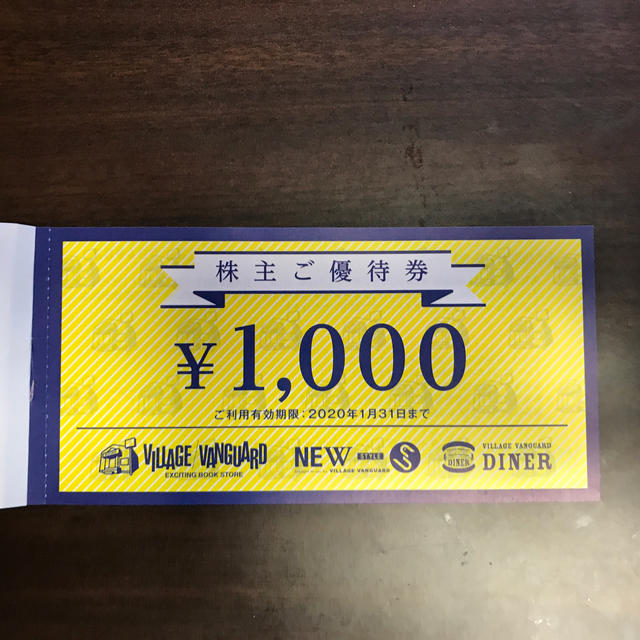 株主ご優待券
¥1,000
ご利用有効期限：2020年1月31日まで
VILLAGE/VANGUARD
EXCITING BOOK STORE
NEW STYLE
VILLAGE VANGUARD
DINER
VILLAGE VANGUARD
DINER